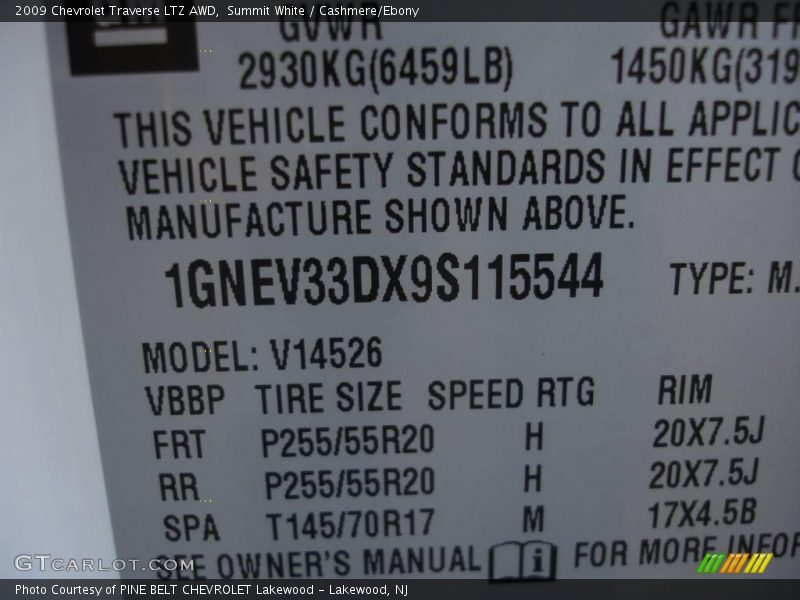 2009 Chevrolet Traverse LTZ AWD, Summit White / Cashmere/Ebony
GVWR GAWR FR
2930KG(6459LB) 1450KG(319
THIS VEHICLE CONFORMS TO ALL APPLIC
VEHICLE SAFETY STANDARDS IN EFFECT
MANUFACTURE SHOWN ABOVE.
1GNEV33DX9S115544 TYPE: M.
MODEL: V14526
VBBP TIRE SIZE SPEED RTG RIM
FRT P255/55R20 H 20X7.5J
RR P255/55R20 H 20X7.5J
SPA T145/70R17 M 17X4.5B
SEE OWNER'S MANUAL i FOR MORE INFOR
GTCARLOT.COM
Photo Courtesy of PINE BELT CHEVROLET Lakewood - Lakewood, NJ